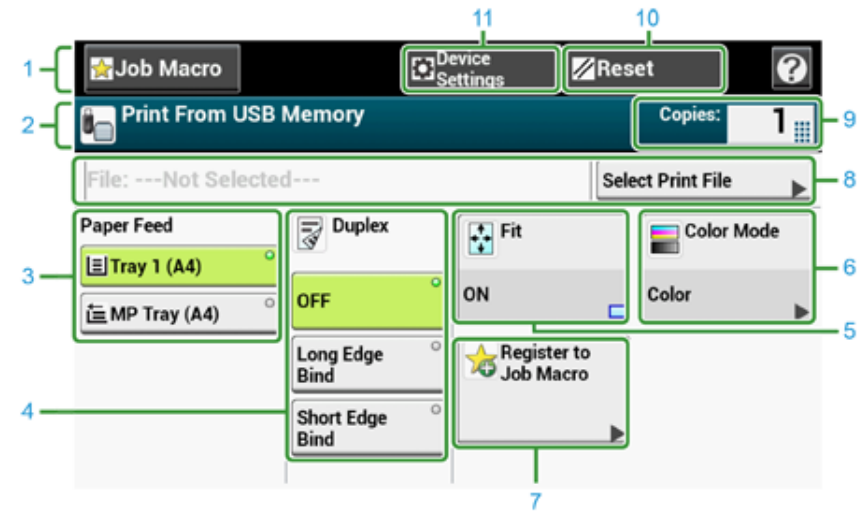 11
10
1
Job Macro
Device
Settings
Reset
?
2
Print From USB Memory
Copies:
1
9
File: ---Not Selected---
Select Print File
8
Paper Feed
Duplex
Fit
Color Mode
3
Tray 1 (A4)
6
OFF
ON
Color
MP Tray (A4)
5
Long Edge
Bind
Register to
Job Macro
4
Short Edge
Bind
7